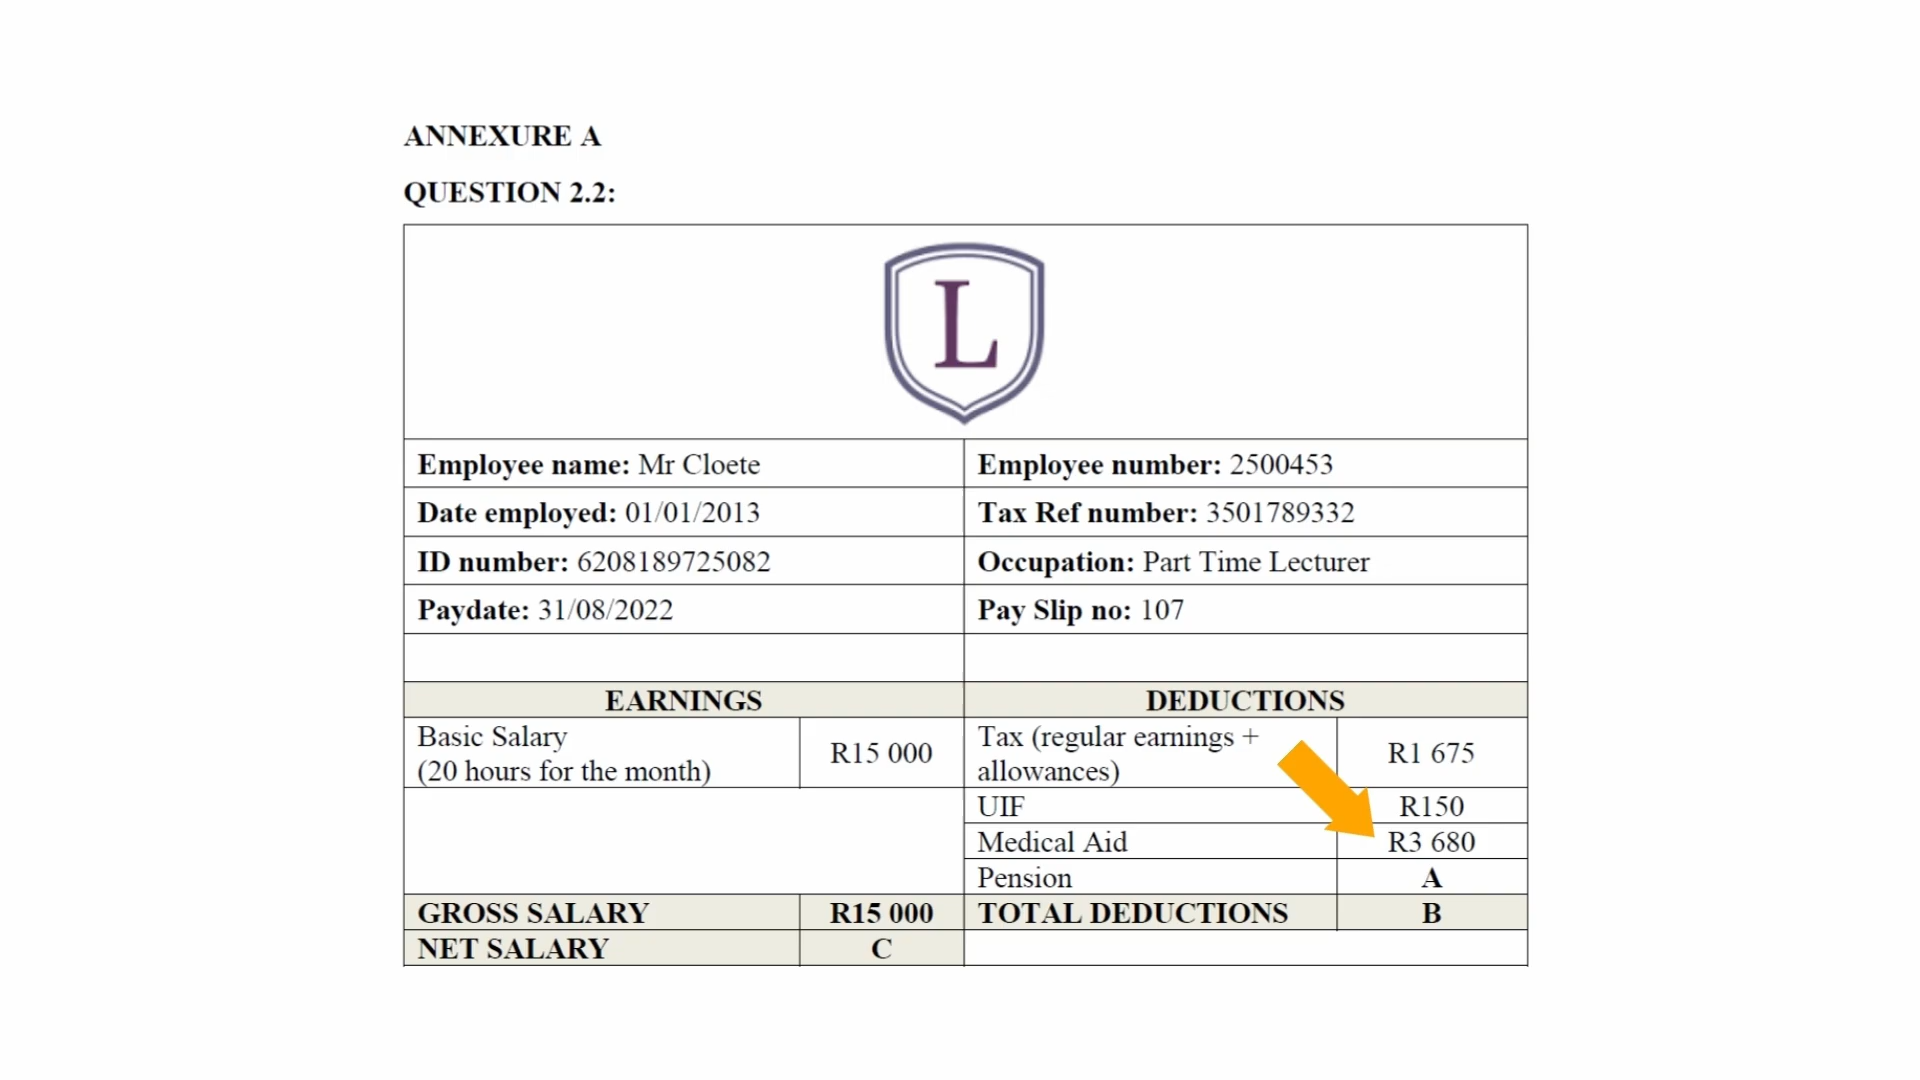 ANNEXURE A
QUESTION 2.2:
L
Employee name: Mr Cloete
Employee number: 2500453
Date employed: 01/01/2013
Tax Ref number: 3501789332
ID number: 6208189725082
Occupation: Part Time Lecturer
Paydate: 31/08/2022
Pay Slip no: 107
EARNINGS
DEDUCTIONS
Basic Salary
(20 hours for the month)
R15 000
Tax (regular earnings +
allowances)
R1 675
UIF
R150
Medical Aid
R3 680
Pension
A
GROSS SALARY
R15 000
TOTAL DEDUCTIONS
B
NET SALARY
C